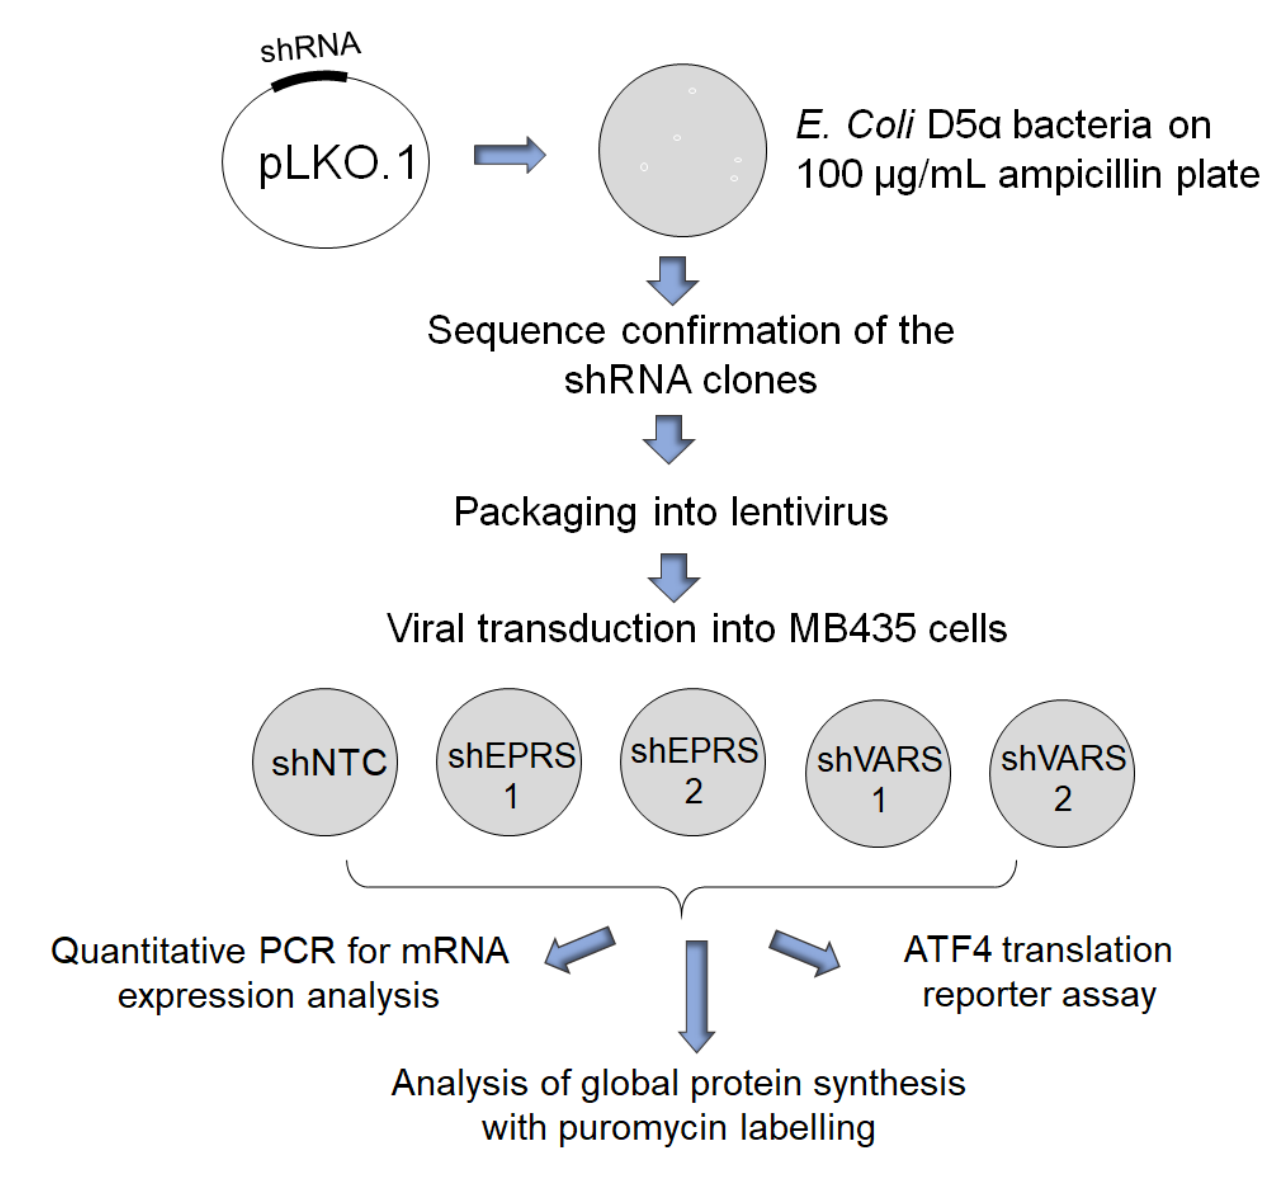 shRNA
pLKO.1
E. Coli D5α bacteria on
100 µg/mL ampicillin plate
Sequence confirmation of the
shRNA clones
Packaging into lentivirus
Viral transduction into MB435 cells
shNTC
shEPRS
1
shEPRS
2
shVARS
1
shVARS
2
Quantitative PCR for mRNA
expression analysis
ATF4 translation
reporter assay
Analysis of global protein synthesis
with puromycin labelling